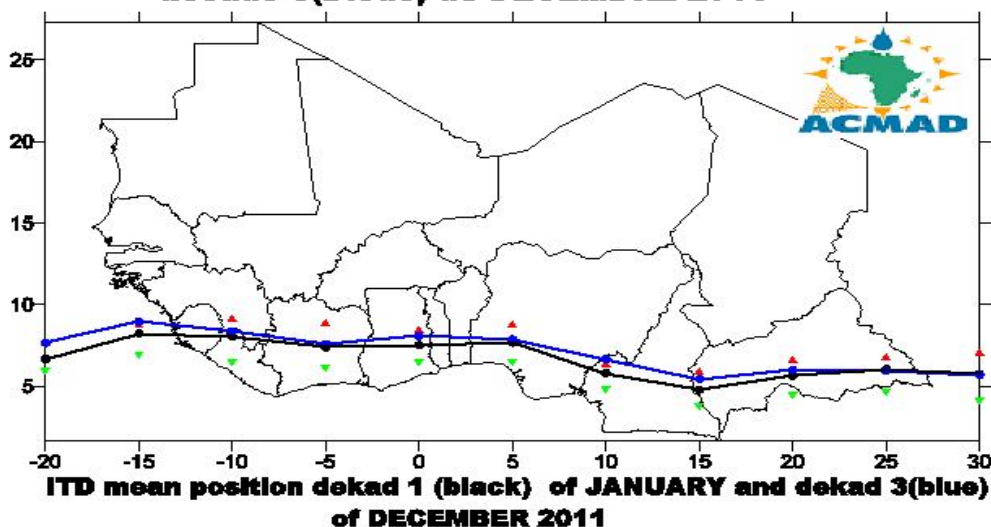 25
ACMAD
20
15
10
5
-20 -15 -10 -5 0 5 10 15 20 25 30
ITD mean position dekad 1 (black) of JANUARY and dekad 3(blue)
of DECEMBER 2011